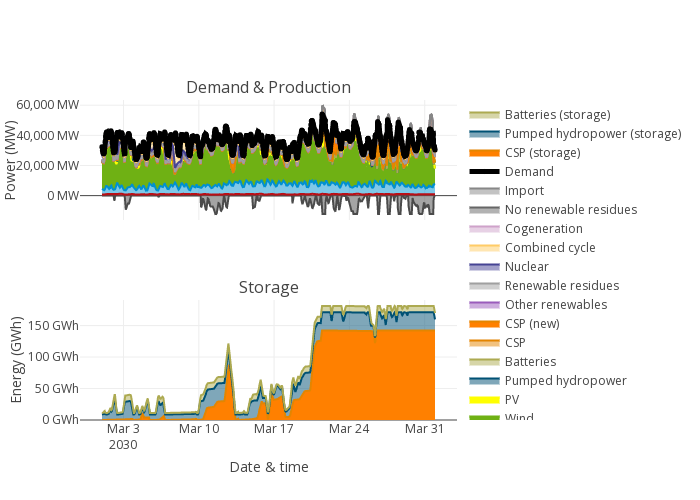 Demand & Production
60,000 MW
40,000 MW
20,000 MW
0 MW
Power (MW)
Storage
150 GWh
100 GWh
50 GWh
0 GWh
Energy (GWh)
Mar 3
2030
Mar 10
Mar 17
Mar 24
Mar 31
Date & time
Batteries (storage)
Pumped hydropower (storage)
CSP (storage)
Demand
Import
No renewable residues
Cogeneration
Combined cycle
Nuclear
Renewable residues
Other renewables
CSP (new)
CSP
Batteries
Pumped hydropower
PV
Wind